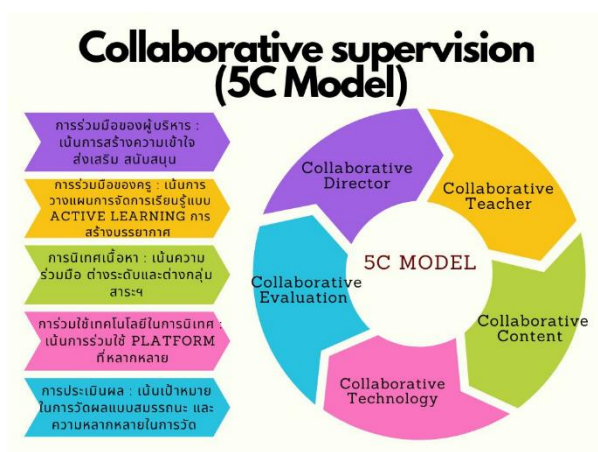 Collaborative supervision
(5C Model)
การร่วมมือของผู้บริหาร :
เน้นการสร้างความเข้าใจ
ส่งเสริม สนับสนุน
การร่วมมือของครู : เน้นการ
วางแผนการจัดการเรียนรู้แบบ
ACTIVE LEARNING การ
สร้างบรรยากาศ
การนิเทศเนื้อหา : เน้นความ
ร่วมมือ ต่างระดับและต่างกลุ่ม
สาระฯ
การ่วมใช้เทคโนโลยีในการนิเทศ :
เน้นการร่วมใช้ PLATFORM
ที่หลากหลาย
การประเมินผล : เน้นเป้าหมาย
ในการวัดผลแบบสมรรถนะ และ
ความหลากหลายในการวัด
Collaborative
Director
Collaborative
Teacher
5C MODEL
Collaborative
Evaluation
Collaborative
Content
Collaborative
Technology